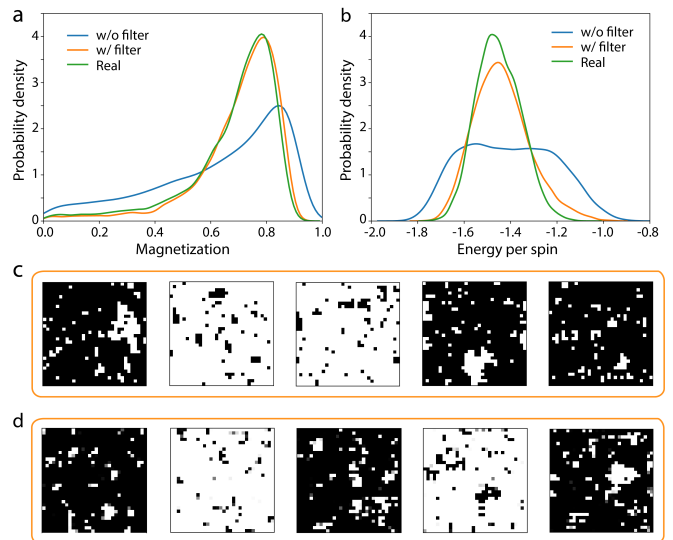 a
w/o filter
w/ filter
Real
Probability density
4
3
2
1
0
0
0.2
0.4
0.6
0.8
1.0
Magnetization
b
w/o filter
w/ filter
Real
Probability density
4
3
2
1
0
-2.0
-1.8
-1.6
-1.4
-1.2
-1.0
-0.8
Energy per spin
c
d